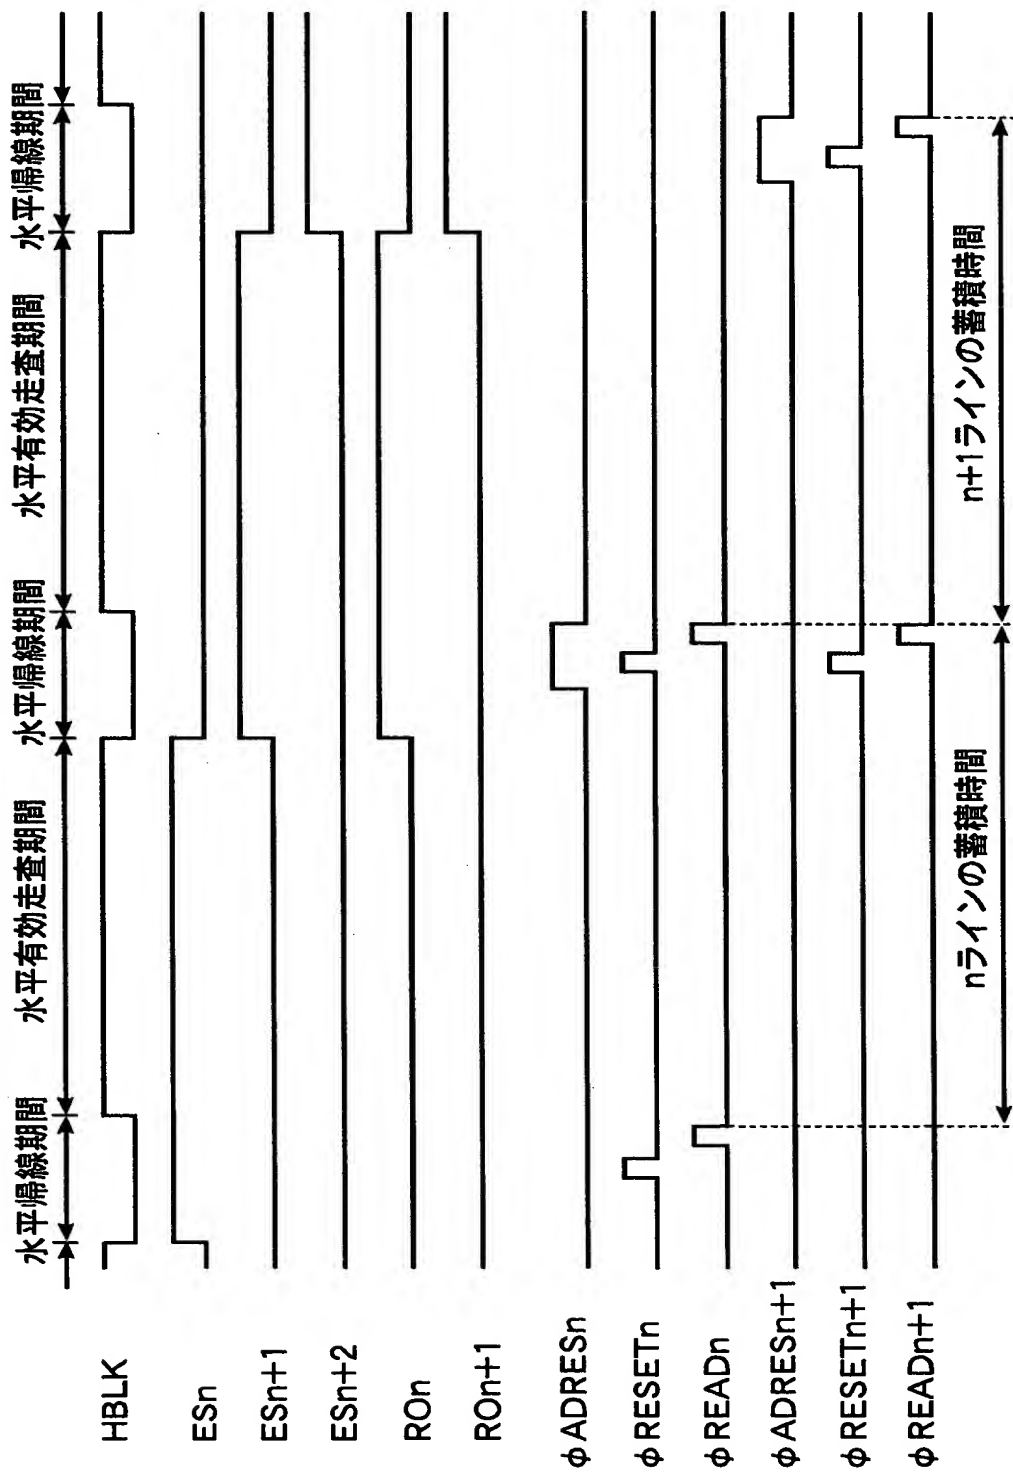 水平帰線期間
水平有効走査期間
水平帰線期間
水平有効走査期間
水平帰線期間
HBLK
ESn
ESn+1
ESn+2
ROn
ROn+1
φADRESn
φRESETn
φREADn
φADRESn+1
φRESETn+1
φREADn+1
nラインの蓄積時間
n+1ラインの蓄積時間